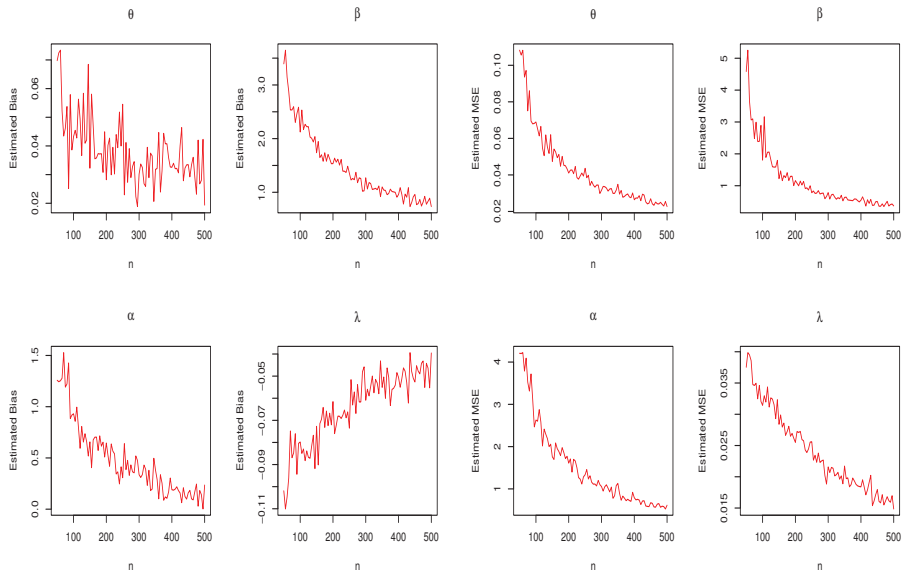 θ
Estimated Bias
0.02 0.04 0.06
100 200 300 400 500
n
β
Estimated Bias
1.0 2.0 3.0
100 200 300 400 500
n
θ
Estimated MSE
0.02 0.04 0.06 0.08 0.10
100 200 300 400 500
n
β
Estimated MSE
1 2 3 4 5
100 200 300 400 500
n
α
Estimated Bias
0.0 0.5 1.0 1.5
100 200 300 400 500
n
λ
Estimated Bias
−0.11 −0.09 −0.07 −0.05
100 200 300 400 500
n
α
Estimated MSE
1 2 3 4
100 200 300 400 500
n
λ
Estimated MSE
0.015 0.025 0.035
100 200 300 400 500
n